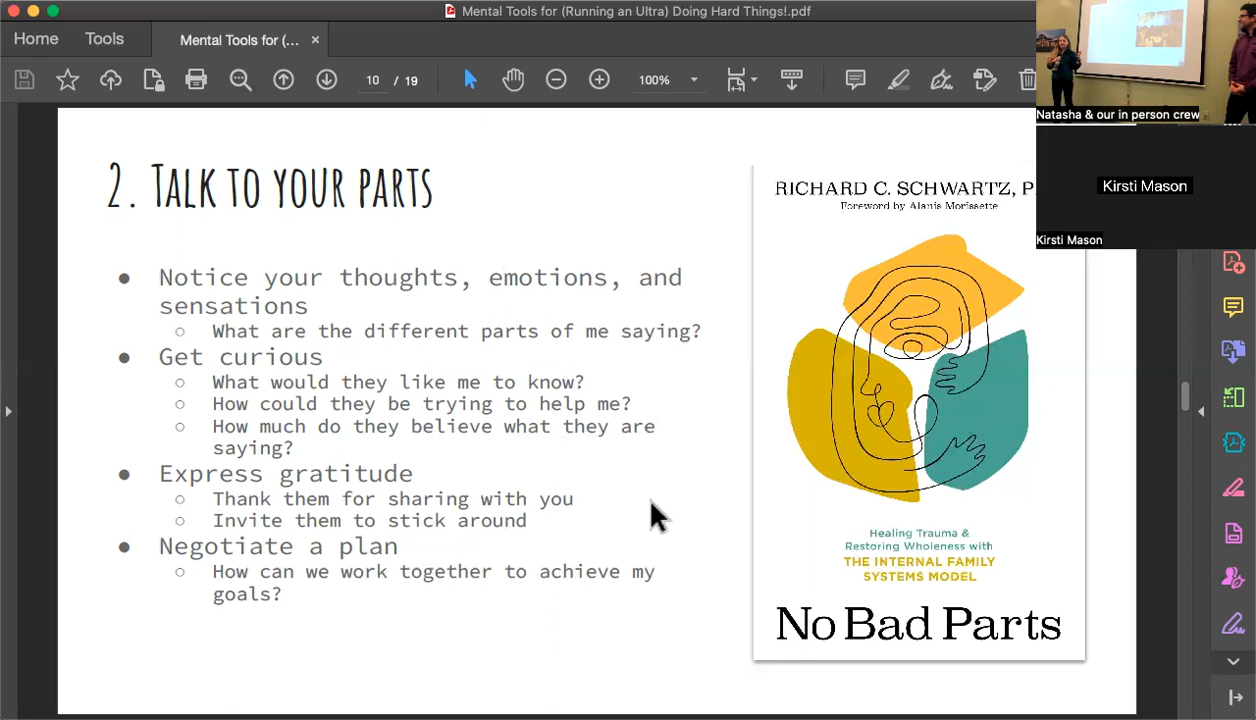 Mental Tools for (Running an Ultra) Doing Hard Things!.pdf
Home
Tools
Mental Tools for (... ×
10 / 19
100%
Natasha & our in person crew
Kirsti Mason
Kirsti Mason
2. Talk to your parts
● Notice your thoughts, emotions, and
sensations
○ What are the different parts of me saying?
● Get curious
○ What would they like me to know?
○ How could they be trying to help me?
○ How much do they believe what they are
saying?
● Express gratitude
○ Thank them for sharing with you
○ Invite them to stick around
● Negotiate a plan
○ How can we work together to achieve my
goals?
RICHARD C. SCHWARTZ, P
Foreword by Alanis Morissette
Healing Trauma &
Restoring Wholeness with
THE INTERNAL FAMILY
SYSTEMS MODEL
No Bad Parts